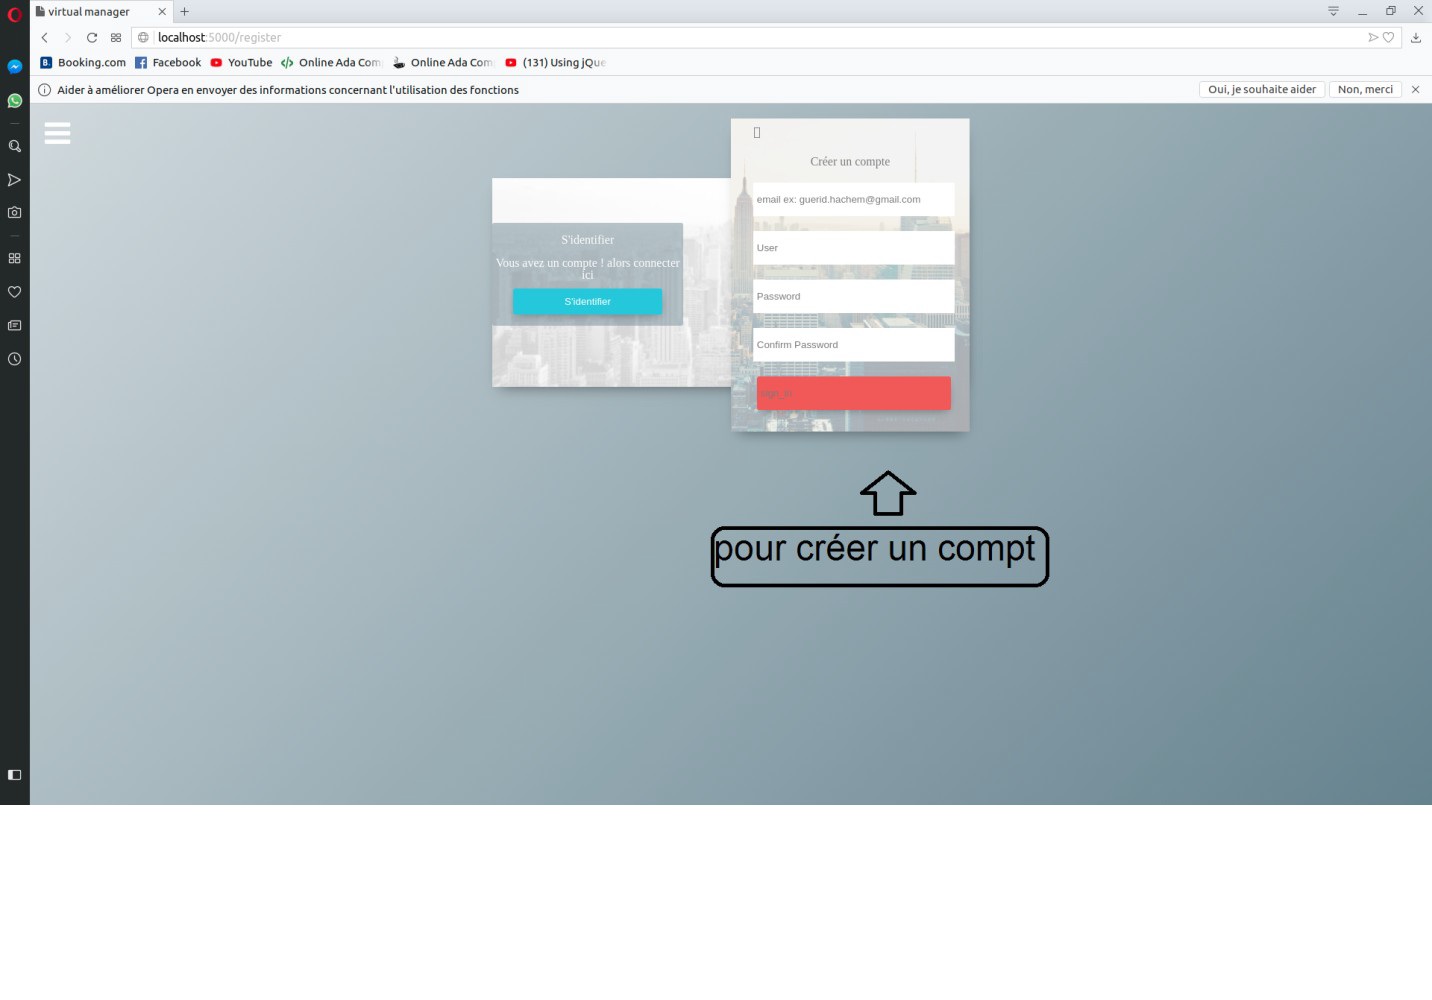 virtual manager
localhost:5000/register
Booking.com Facebook YouTube Online Ada Com Online Ada Com (131) Using jQue
Aider à améliorer Opera en envoyer des informations concernant l'utilisation des fonctions Oui, je souhaite aider Non, merci
Créer un compte
email ex: guerid.hachem@gmail.com
User
Password
Confirm Password
sign_in
S'identifier
Vous avez un compte ! alors connecter
ici
S'identifier
pour créer un compt